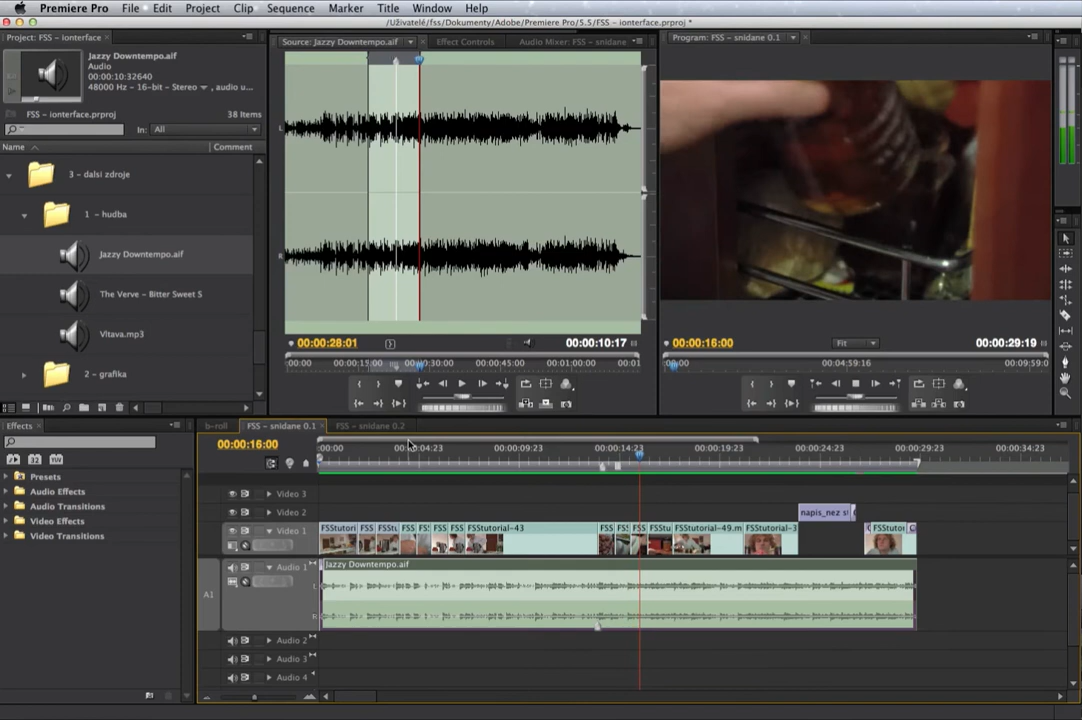 Premiere Pro File Edit Project Clip Sequence Marker Title Window Help
/Uživatelé/fss/Dokumenty/Adobe/Premiere Pro/5.5/FSS - ionterface.prproj *
Project: FSS - ionterface
Source: Jazzy Downtempo.aif Effect Controls Audio Mixer: FSS - snidane
Program: FSS - snidane 0.1
Jazzy Downtempo.aif
Audio
00:00:10:32640
48000 Hz - 16-bit - Stereo , audio u...
FSS - ionterface.prproj 38 Items
In: All
Name Comment
3 - dalsi zdroje
1 - hudba
Jazzy Downtempo.aif
The Verve - Bitter Sweet S
Vltava.mp3
2 - grafika
L
R
00:00:28:01 00:00:10:17
00:00 00:00:15:00 00:00:30:00 00:00:45:00 00:01:00:00 00:01
00:00:16:00 Fit 00:00:29:19
00:00 00:04:59:16 00:09:59:0
Effects
Presets
Audio Effects
Audio Transitions
Video Effects
Video Transitions
b-roll FSS - snidane 0.1 FSS - snidane 0.2
00:00:16:00
00:00 00:00:04:23 00:00:09:23 00:00:14:23 00:00:19:23 00:00:24:23 00:00:29:23 00:00:34:23
Video 3
Video 2 napis_nez s
Video 1 FSStutori FSS FSStu FSS FS FSS FSS FSStutorial-43 FSS FSS FSS FSStu FSStutorial-49.m FSStutorial-3 FSStutor
A1 Audio 1 Jazzy Downtempo.aif
L
R
Audio 2
Audio 3
Audio 4